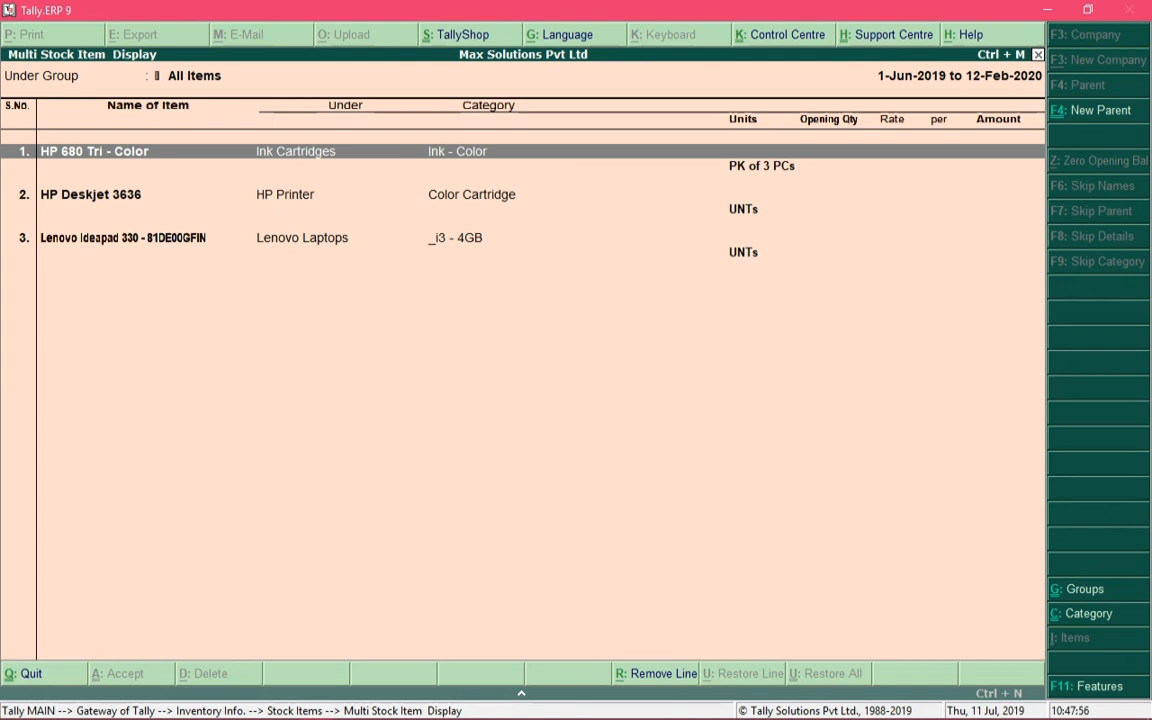 Tally.ERP 9
P: Print E: Export M: E-Mail O: Upload S: TallyShop G: Language K: Keyboard K: Control Centre H: Support Centre H: Help
Multi Stock Item Display Max Solutions Pvt Ltd Ctrl + M
Under Group : All Items 1-Jun-2019 to 12-Feb-2020
S.No. Name of Item Under Category
Units Opening Qty Rate per Amount
1. HP 680 Tri - Color Ink Cartridges Ink - Color
PK of 3 PCs
2. HP Deskjet 3636 HP Printer Color Cartridge
UNTs
3. Lenovo Ideapad 330 - 81DE00GFIN Lenovo Laptops _i3 - 4GB
UNTs
F3: Company
F3: New Company
F4: Parent
F4: New Parent
Z: Zero Opening Bal
F6: Skip Names
F7: Skip Parent
F8: Skip Details
F9: Skip Category
G: Groups
C: Category
I: Items
F11: Features
Q: Quit A: Accept D: Delete R: Remove Line U: Restore Line U: Restore All
Ctrl + N
Tally MAIN --> Gateway of Tally --> Inventory Info. --> Stock Items --> Multi Stock Item Display © Tally Solutions Pvt Ltd., 1988-2019 Thu, 11 Jul, 2019 10:47:56